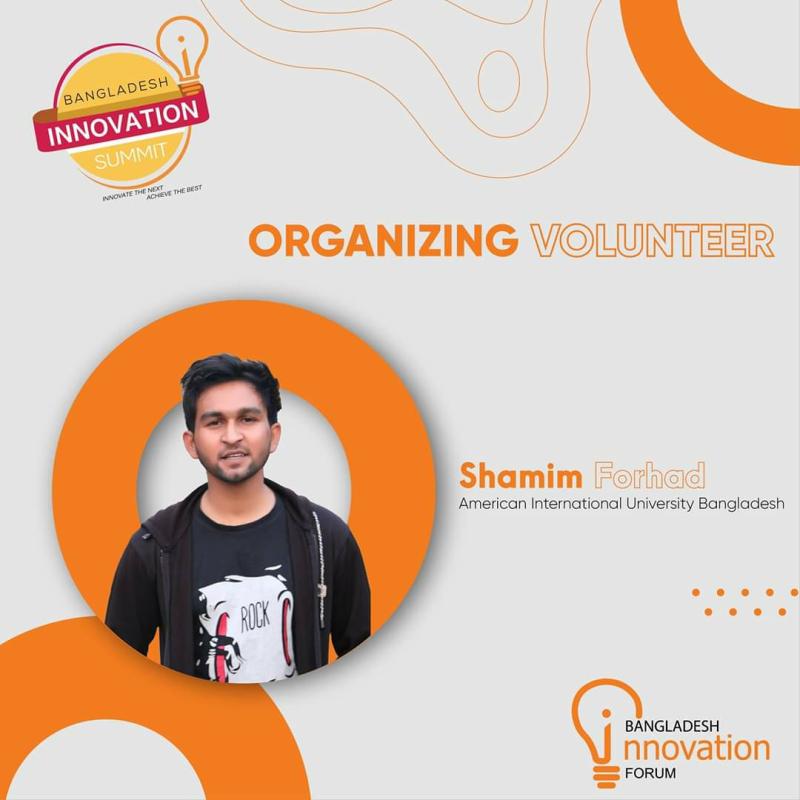 BANGLADESH
INNOVATION
SUMMIT
INNOVATE THE NEXT
ACHIEVE THE BEST
ORGANIZING VOLUNTEER
Shamim Forhad
American International University Bangladesh
ROCK
BANGLADESH
innovation
FORUM